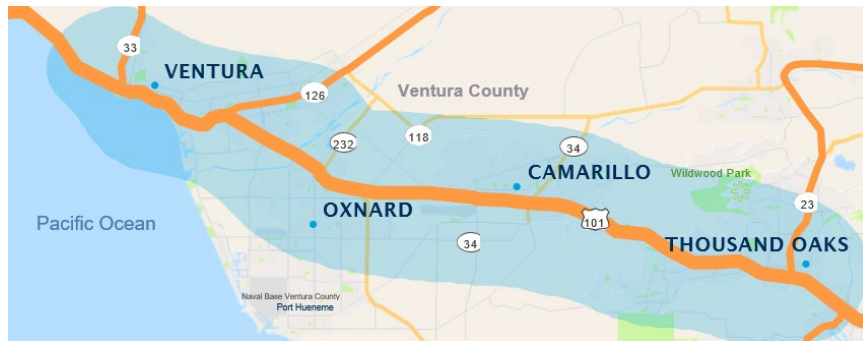 33
VENTURA
126
Ventura County
118
232
34
CAMARILLO
Wildwood Park
OXNARD
23
Pacific Ocean
101
34
THOUSAND OAKS
Naval Base Ventura County
Port Hueneme